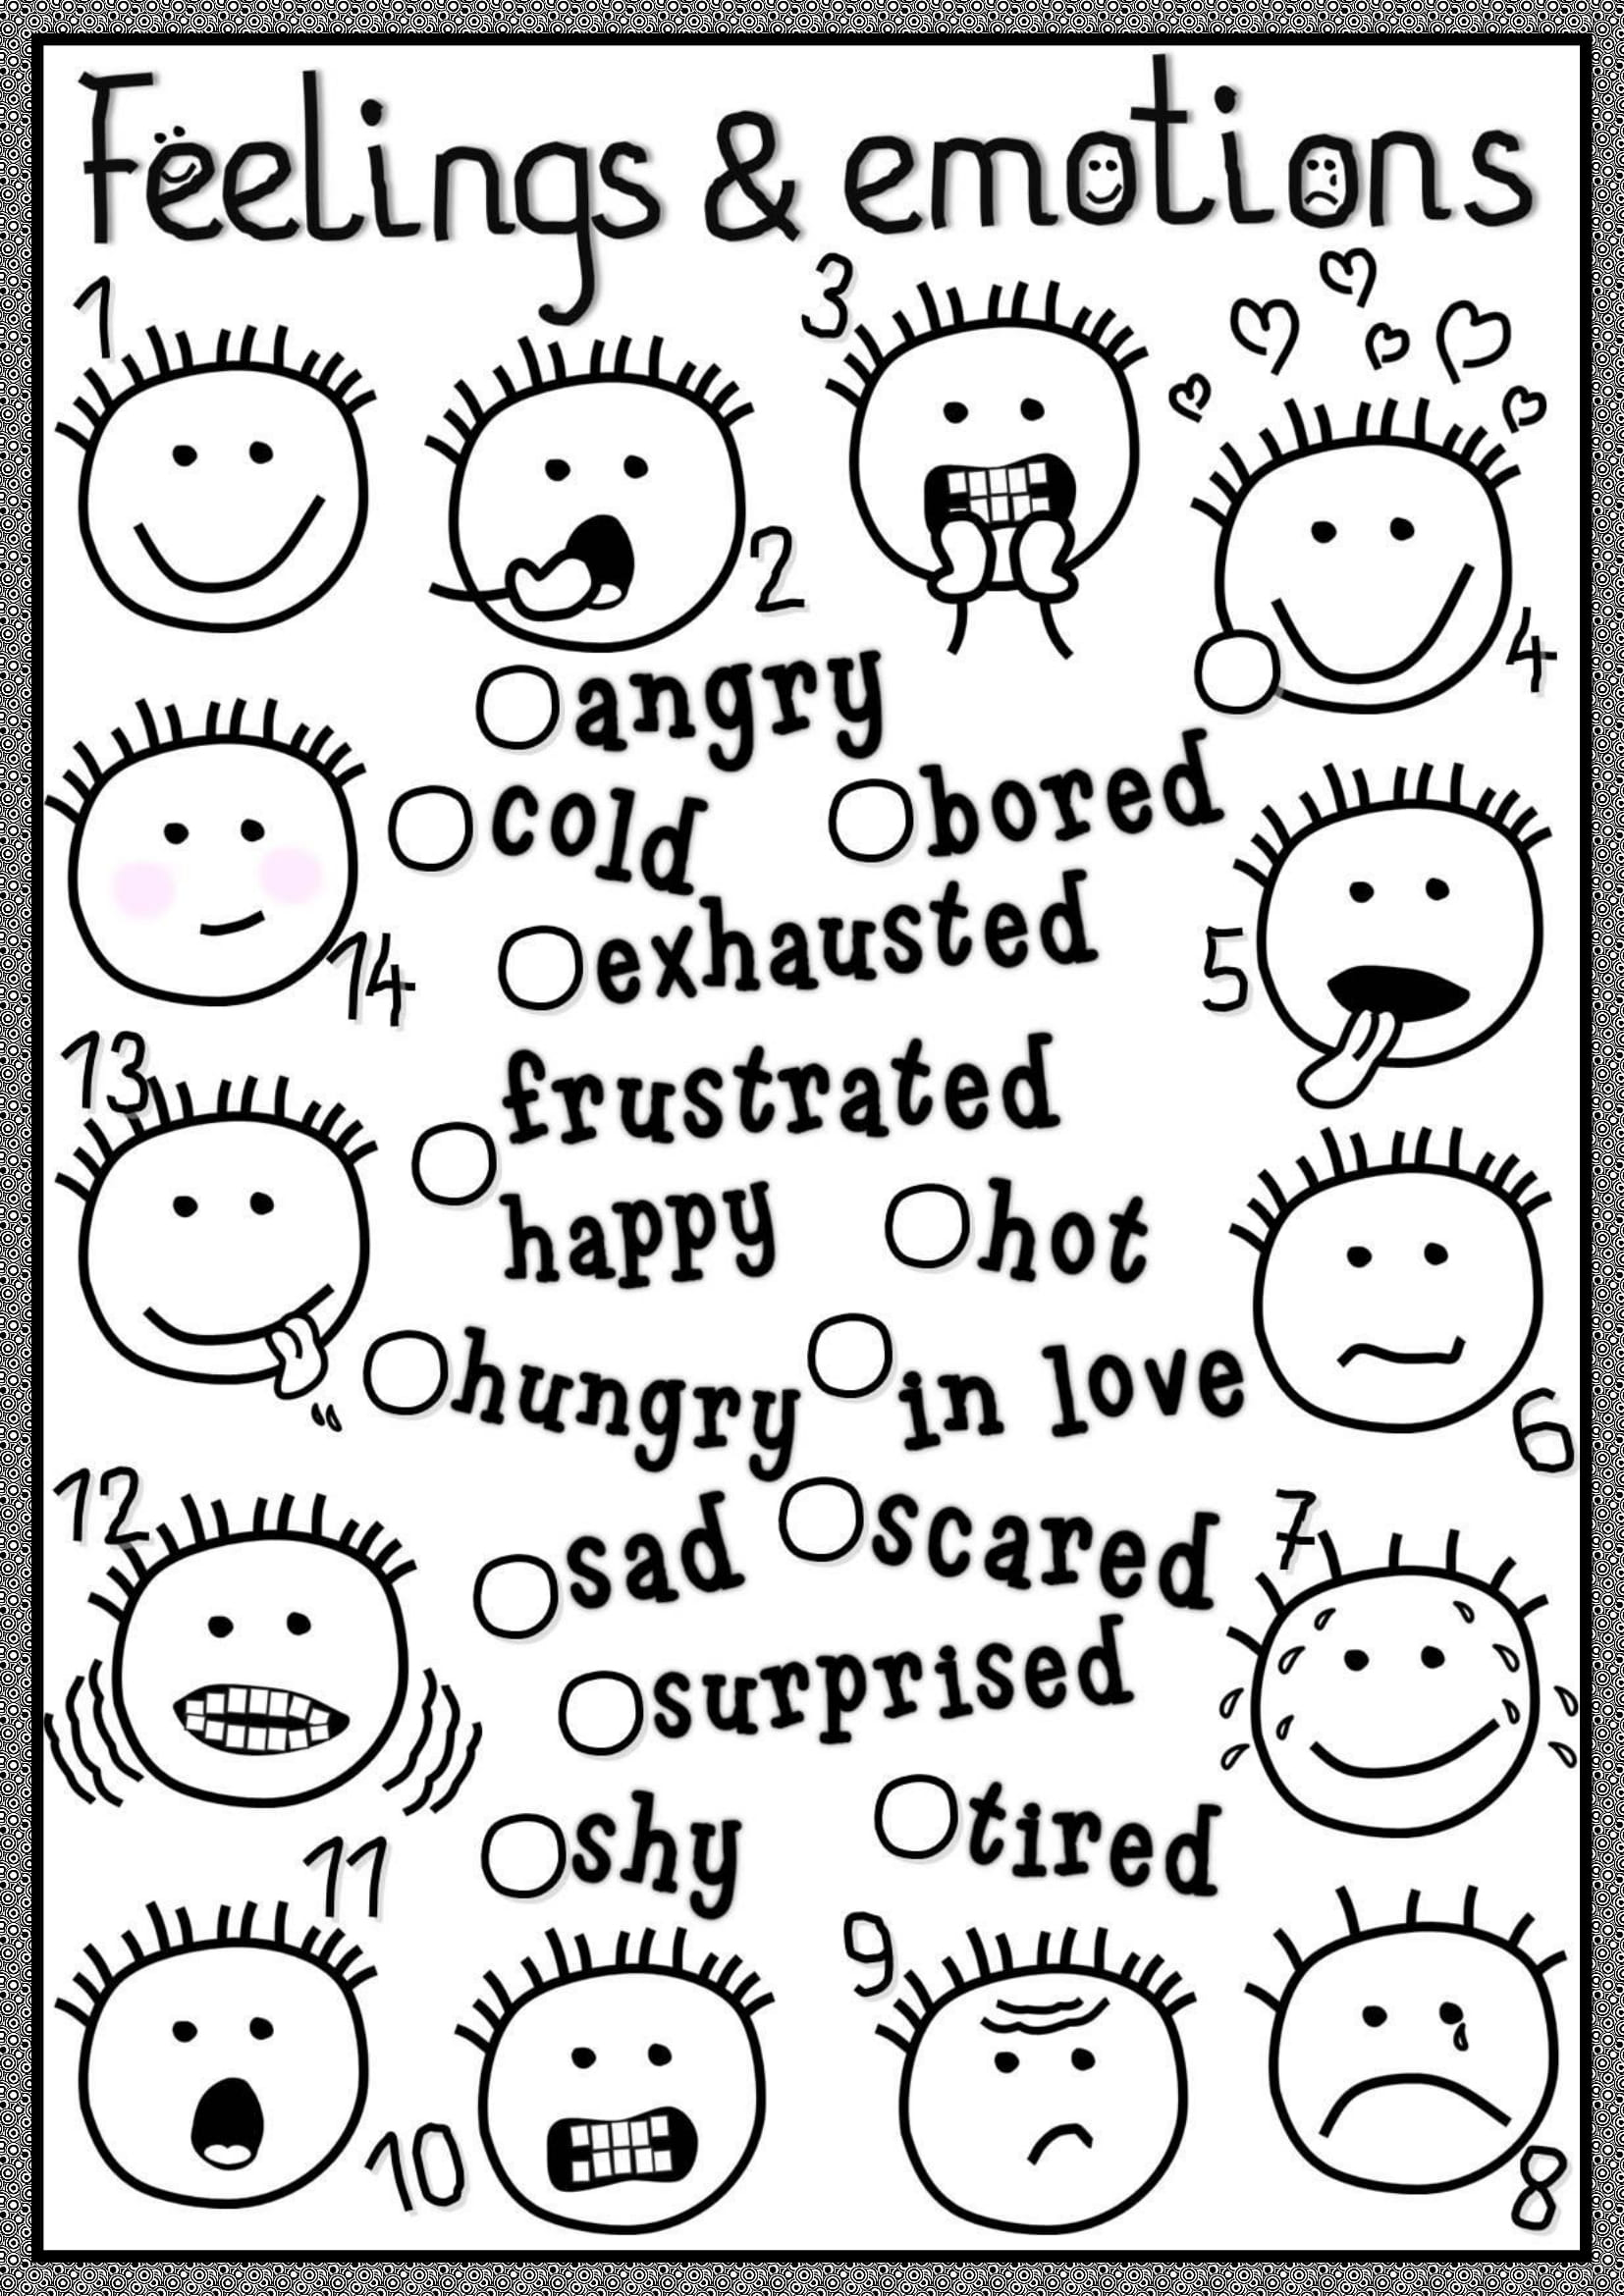 Feelings & emotions
1
2
3
4
angry
cold
bored
14
exhausted
5
13
frustrated
happy
hot
hungry
in love
6
12
sad
scared
7
surprised
11
shy
tired
10
9
8